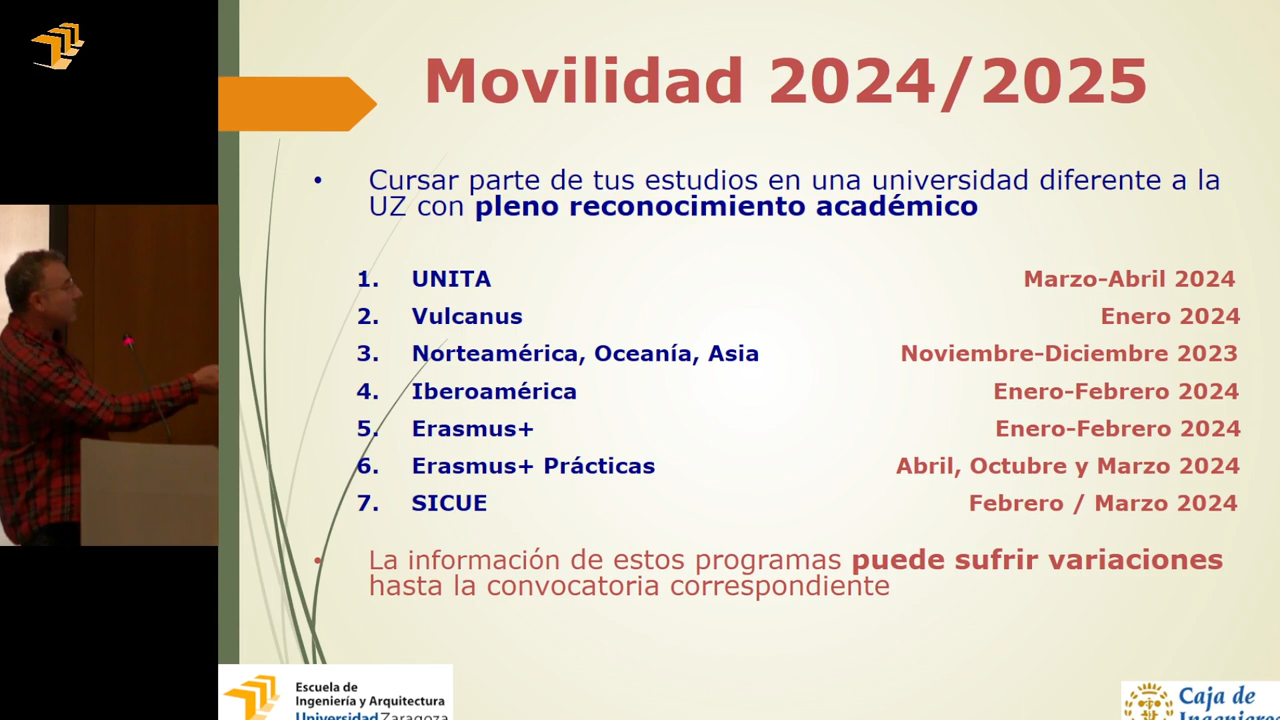 Movilidad 2024/2025
• Cursar parte de tus estudios en una universidad diferente a la
UZ con pleno reconocimiento académico
1. UNITA Marzo-Abril 2024
2. Vulcanus Enero 2024
3. Norteamérica, Oceanía, Asia Noviembre-Diciembre 2023
4. Iberoamérica Enero-Febrero 2024
5. Erasmus+ Enero-Febrero 2024
6. Erasmus+ Prácticas Abril, Octubre y Marzo 2024
7. SICUE Febrero / Marzo 2024
• La información de estos programas puede sufrir variaciones
hasta la convocatoria correspondiente
Escuela de
Ingeniería y Arquitectura
Universidad Zaragoza
Caja de